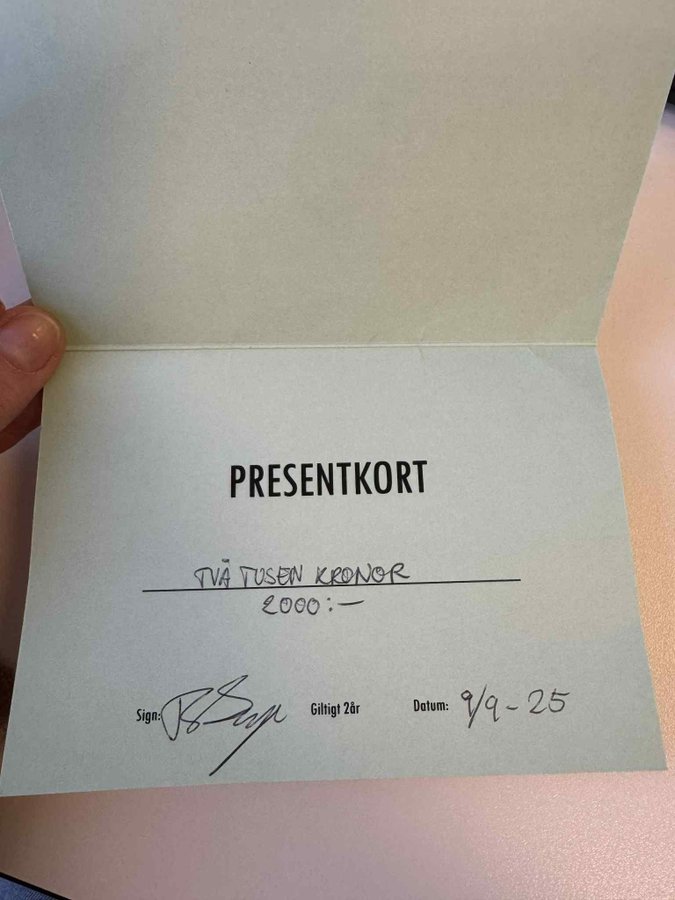 PRESENTKORT
TVÅ TUSEN KRONOR
2000:—
Sign: Giltigt 2år Datum: 9/9-25